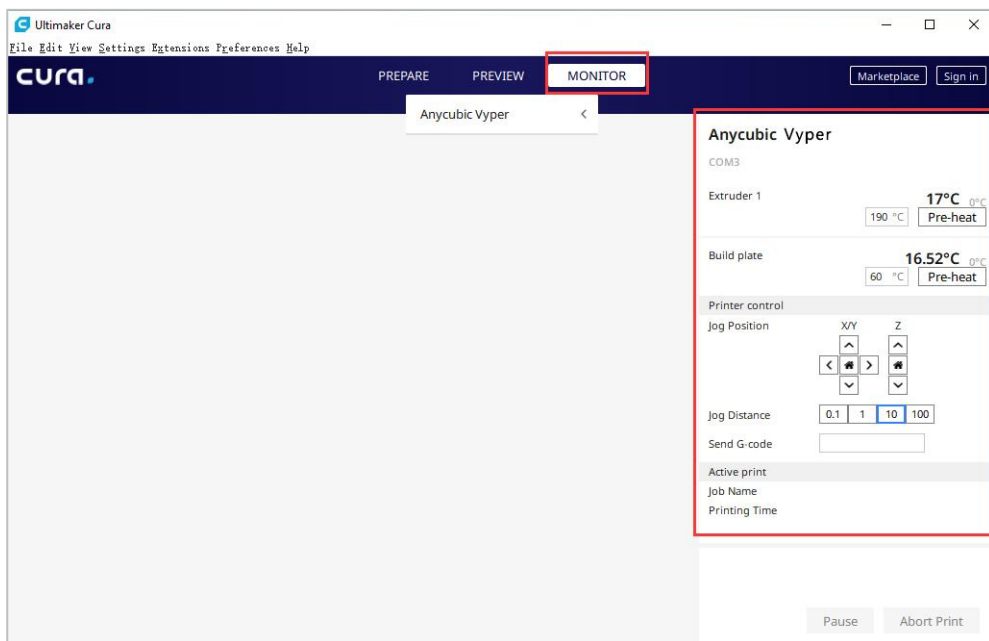 Ultimaker Cura
File Edit View Settings Extensions Preferences Help
cura.
PREPARE PREVIEW MONITOR Marketplace Sign in
Anycubic Vyper
Anycubic Vyper
COM3
Extruder 1 17°C 0°C
190 °C Pre-heat
Build plate 16.52°C 0°C
60 °C Pre-heat
Printer control
Jog Position X/Y Z
Jog Distance 0.1 1 10 100
Send G-code
Active print
Job Name
Printing Time
Pause Abort Print